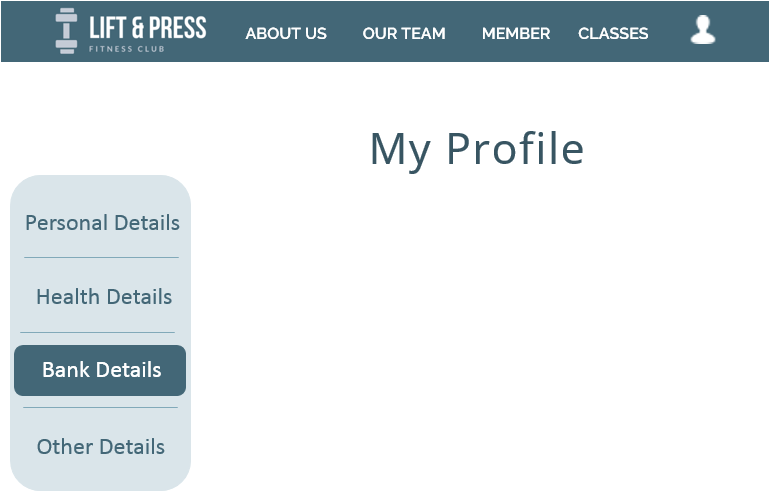 LIFT & PRESS
FITNESS CLUB
ABOUT US
OUR TEAM
MEMBER
CLASSES
My Profile
Personal Details
Health Details
Bank Details
Other Details